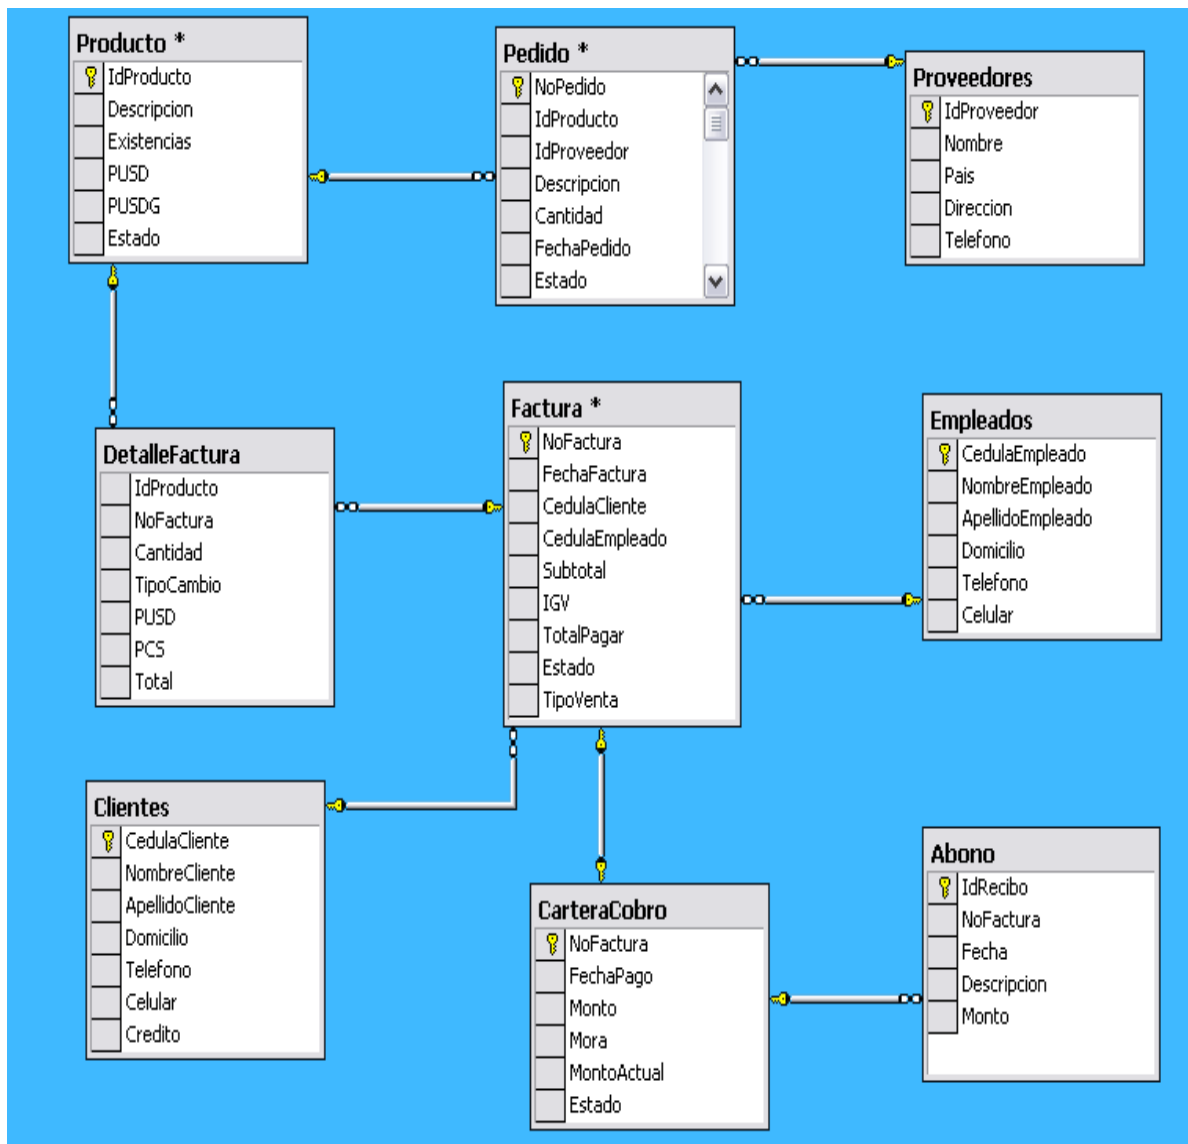 Producto *
IdProducto
Descripcion
Existencias
PUSD
PUSDG
Estado
Pedido *
NoPedido
IdProducto
IdProveedor
Descripcion
Cantidad
FechaPedido
Estado
Proveedores
IdProveedor
Nombre
Pais
Direccion
Telefono
DetalleFactura
IdProducto
NoFactura
Cantidad
TipoCambio
PUSD
PCS
Total
Factura *
NoFactura
FechaFactura
CedulaCliente
CedulaEmpleado
Subtotal
IGV
TotalPagar
Estado
TipoVenta
Empleados
CedulaEmpleado
NombreEmpleado
ApellidoEmpleado
Domicilio
Telefono
Celular
Clientes
CedulaCliente
NombreCliente
ApellidoCliente
Domicilio
Telefono
Celular
Credito
CarteraCobro
NoFactura
FechaPago
Monto
Mora
MontoActual
Estado
Abono
IdRecibo
NoFactura
Fecha
Descripcion
Monto